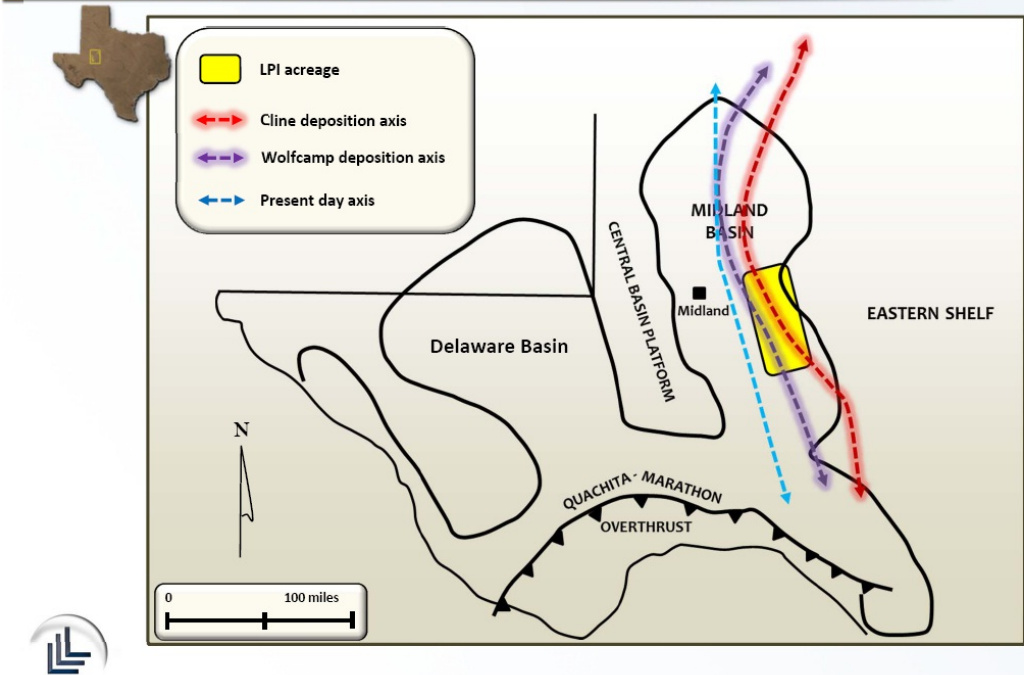 LPI acreage
Cline deposition axis
Wolfcamp deposition axis
Present day axis
MIDLAND
BASIN
CENTRAL BASIN PLATFORM
Midland
EASTERN SHELF
Delaware Basin
N
QUACHITA - MARATHON
OVERTHRUST
0 100 miles